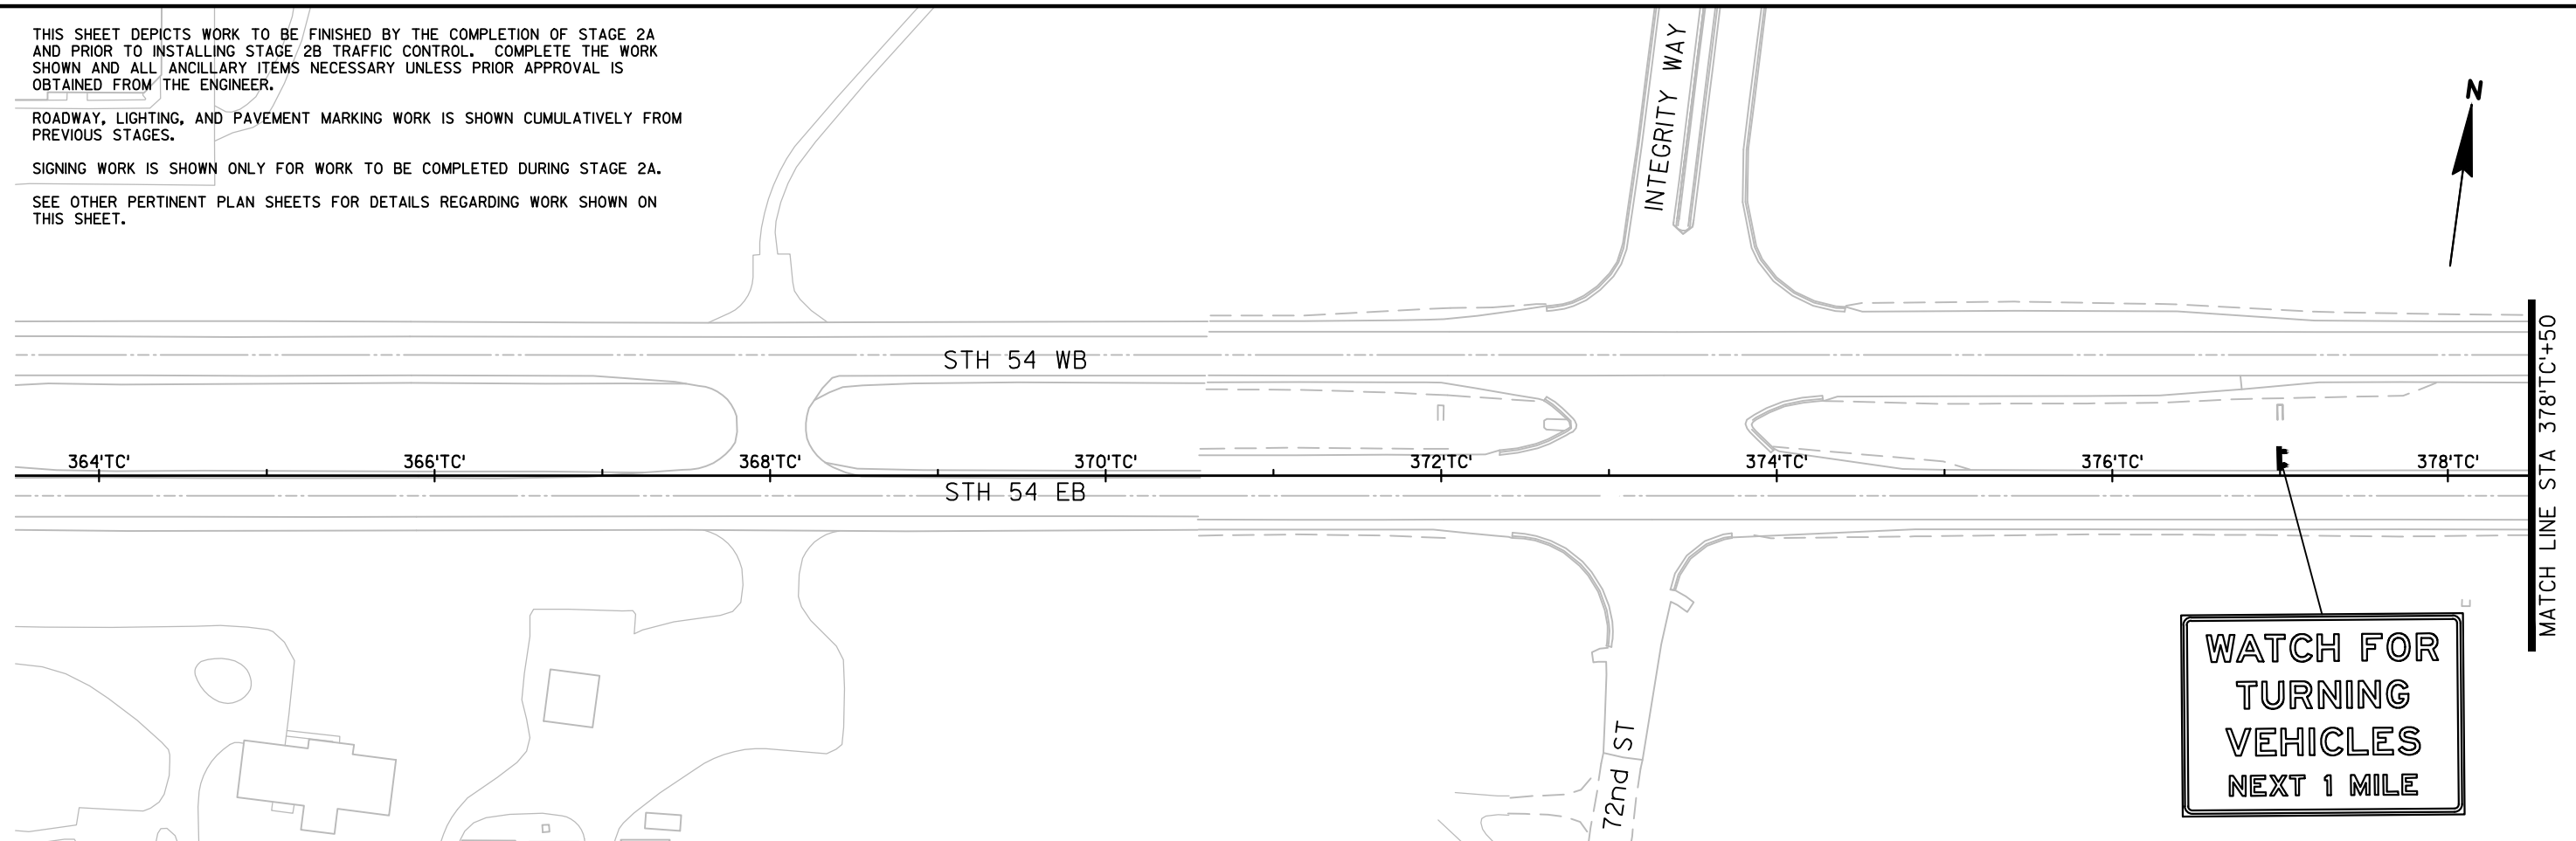 THIS SHEET DEPICTS WORK TO BE FINISHED BY THE COMPLETION OF STAGE 2A
AND PRIOR TO INSTALLING STAGE 2B TRAFFIC CONTROL. COMPLETE THE WORK
SHOWN AND ALL ANCILLARY ITEMS NECESSARY UNLESS PRIOR APPROVAL IS
OBTAINED FROM THE ENGINEER.
ROADWAY, LIGHTING, AND PAVEMENT MARKING WORK IS SHOWN CUMULATIVELY FROM
PREVIOUS STAGES.
SIGNING WORK IS SHOWN ONLY FOR WORK TO BE COMPLETED DURING STAGE 2A.
SEE OTHER PERTINENT PLAN SHEETS FOR DETAILS REGARDING WORK SHOWN ON
THIS SHEET.
INTEGRITY WAY
N
STH 54 WB
364'TC'
366'TC'
368'TC'
370'TC'
372'TC'
374'TC'
376'TC'
378'TC'
STH 54 EB
MATCH LINE STA 378'TC'+50
72nd ST
WATCH FOR
TURNING
VEHICLES
NEXT 1 MILE